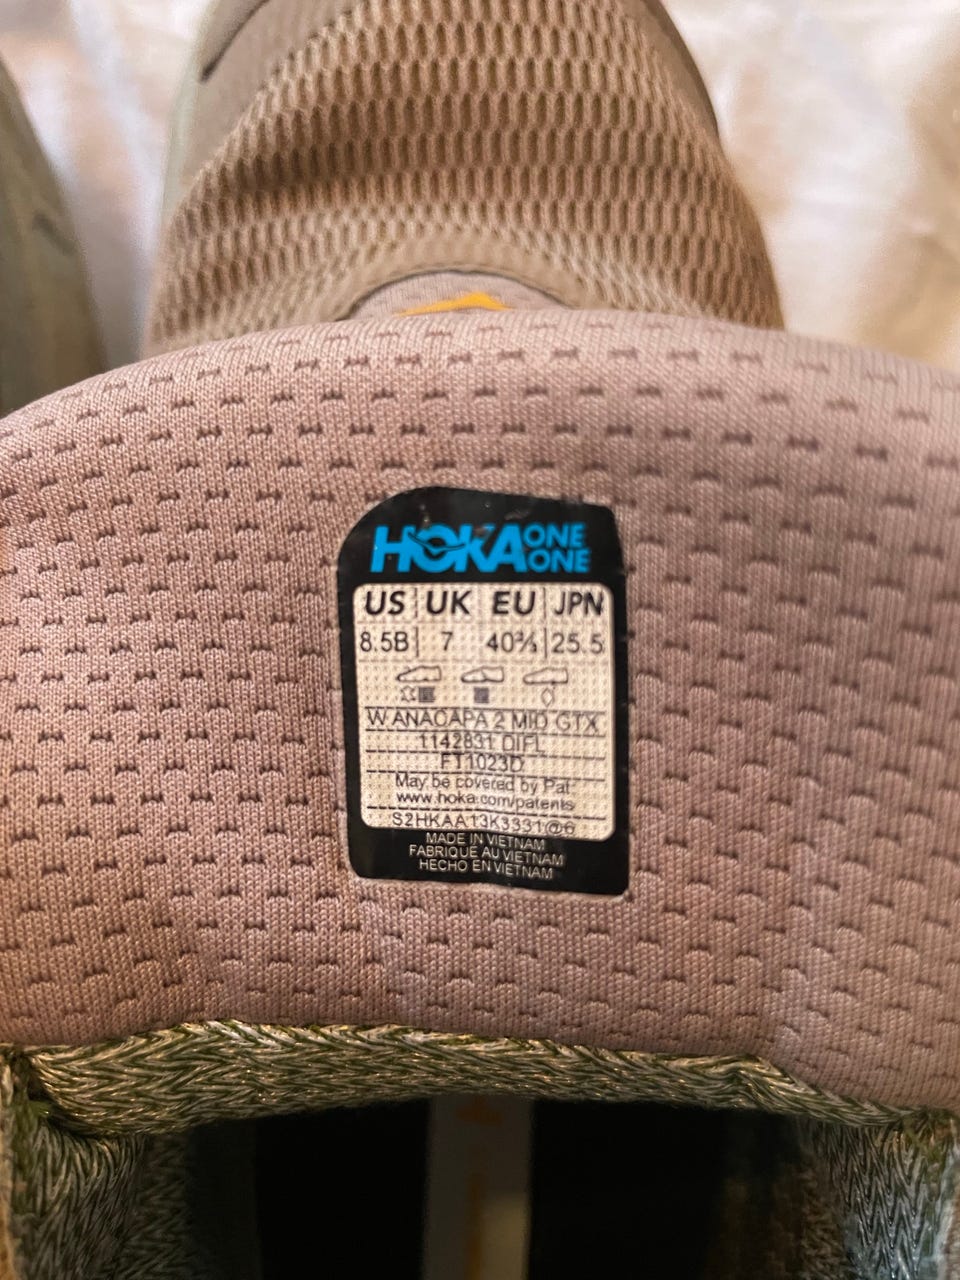 HOKA ONE ONE
US UK EU JPN
8.5B 7 40⅔ 25.5
W ANACAPA 2 MID GTX
1142831 DIFL
FT1023D
May be covered by Pat
www.hoka.com/patents
S2HKAA13K3331@6
MADE IN VIETNAM
FABRIQUE AU VIETNAM
HECHO EN VIETNAM